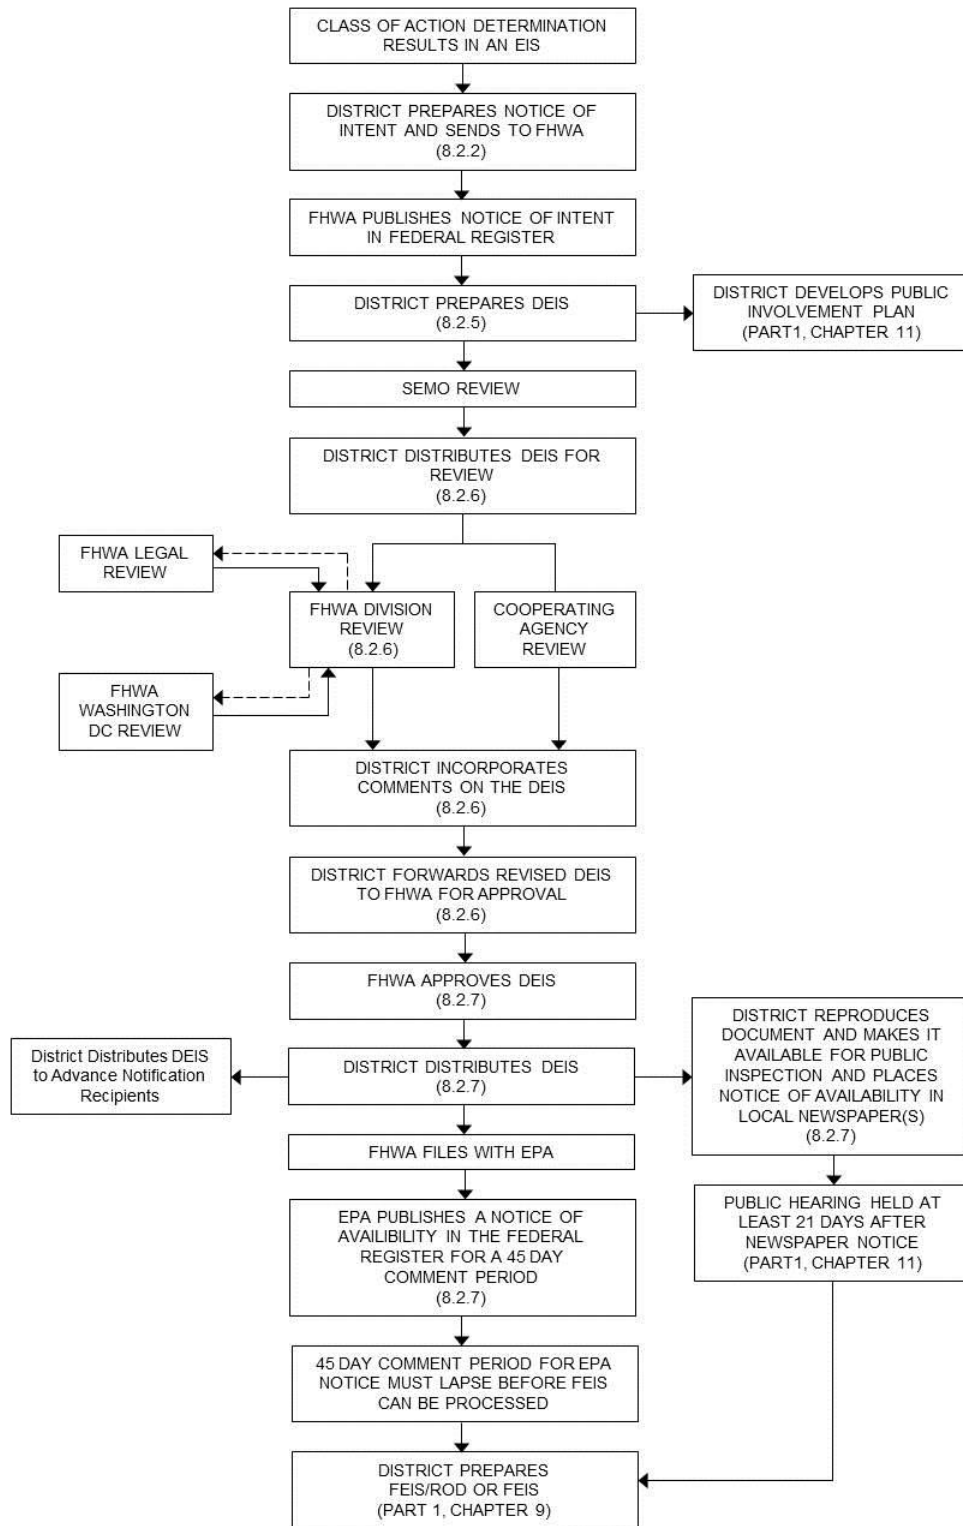 CLASS OF ACTION DETERMINATION
RESULTS IN AN EIS
DISTRICT PREPARES NOTICE OF
INTENT AND SENDS TO FHWA
(8.2.2)
FHWA PUBLISHES NOTICE OF INTENT
IN FEDERAL REGISTER
DISTRICT PREPARES DEIS
(8.2.5)
DISTRICT DEVELOPS PUBLIC
INVOLVEMENT PLAN
(PART1, CHAPTER 11)
SEMO REVIEW
DISTRICT DISTRIBUTES DEIS FOR
REVIEW
(8.2.6)
FHWA LEGAL
REVIEW
FHWA DIVISION
REVIEW
(8.2.6)
COOPERATING
AGENCY
REVIEW
FHWA
WASHINGTON
DC REVIEW
DISTRICT INCORPORATES
COMMENTS ON THE DEIS
(8.2.6)
DISTRICT FORWARDS REVISED DEIS
TO FHWA FOR APPROVAL
(8.2.6)
FHWA APPROVES DEIS
(8.2.7)
District Distributes DEIS
to Advance Notification
Recipients
DISTRICT DISTRIBUTES DEIS
(8.2.7)
DISTRICT REPRODUCES
DOCUMENT AND MAKES IT
AVAILABLE FOR PUBLIC
INSPECTION AND PLACES
NOTICE OF AVAILABILITY IN
LOCAL NEWSPAPER(S)
(8.2.7)
FHWA FILES WITH EPA
PUBLIC HEARING HELD AT
LEAST 21 DAYS AFTER
NEWSPAPER NOTICE
(PART1, CHAPTER 11)
EPA PUBLISHES A NOTICE OF
AVAILIBILITY IN THE FEDERAL
REGISTER FOR A 45 DAY
COMMENT PERIOD
(8.2.7)
45 DAY COMMENT PERIOD FOR EPA
NOTICE MUST LAPSE BEFORE FEIS
CAN BE PROCESSED
DISTRICT PREPARES
FEIS/ROD OR FEIS
(PART 1, CHAPTER 9)